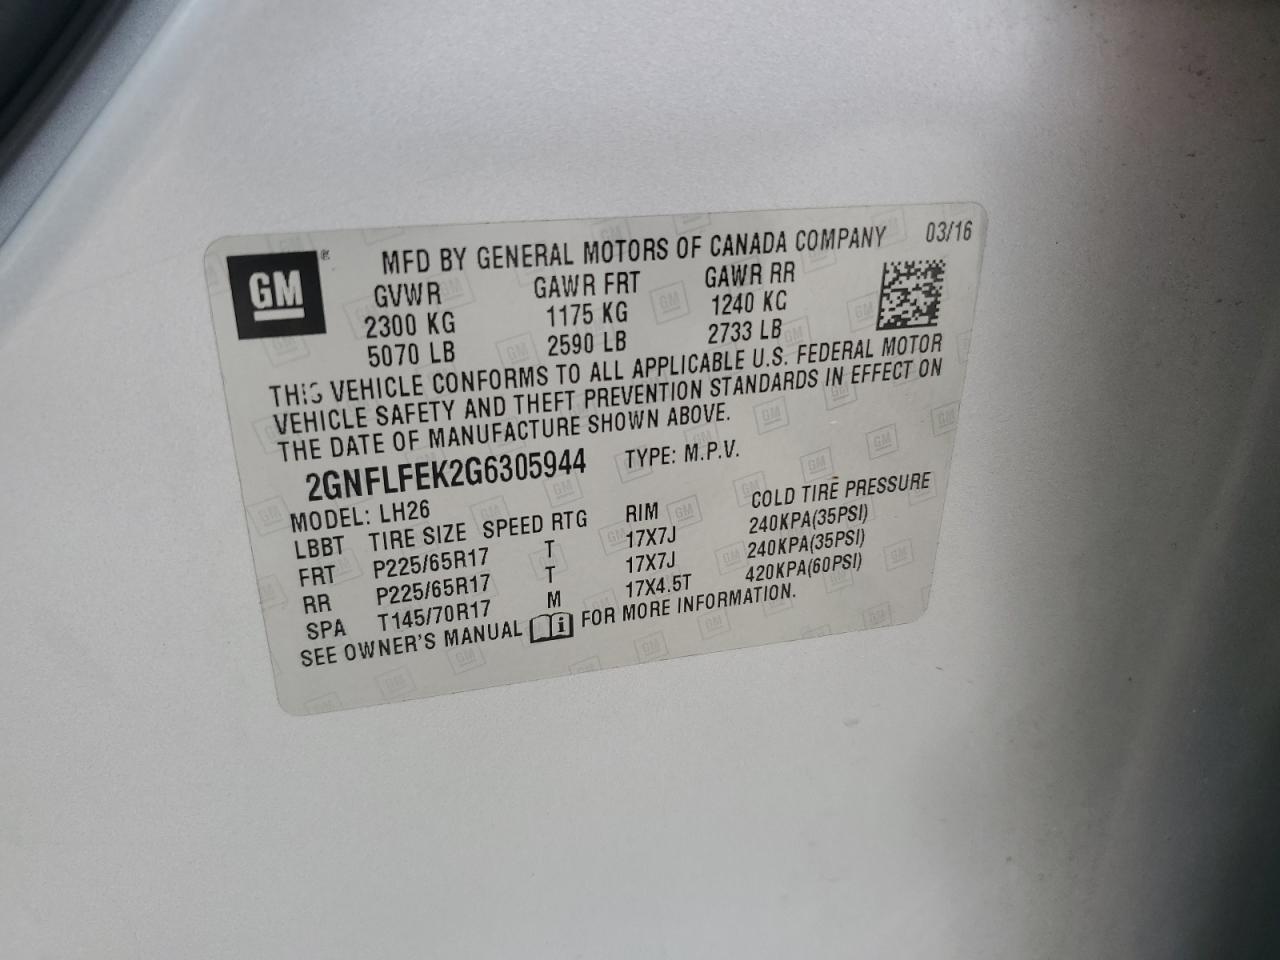 GM ® MFD BY GENERAL MOTORS OF CANADA COMPANY 03/16
GVWR GAWR FRT GAWR RR
2300 KG 1175 KG 1240 KG
5070 LB 2590 LB 2733 LB
THIS VEHICLE CONFORMS TO ALL APPLICABLE U.S. FEDERAL MOTOR
VEHICLE SAFETY AND THEFT PREVENTION STANDARDS IN EFFECT ON
THE DATE OF MANUFACTURE SHOWN ABOVE.
2GNFLFEK2G6305944 TYPE: M.P.V.
MODEL: LH26
LBBT TIRE SIZE SPEED RTG RIM COLD TIRE PRESSURE
FRT P225/65R17 T 17X7J 240KPA(35PSI)
RR P225/65R17 T 17X7J 240KPA(35PSI)
SPA T145/70R17 M 17X4.5T 420KPA(60PSI)
SEE OWNER'S MANUAL i FOR MORE INFORMATION.